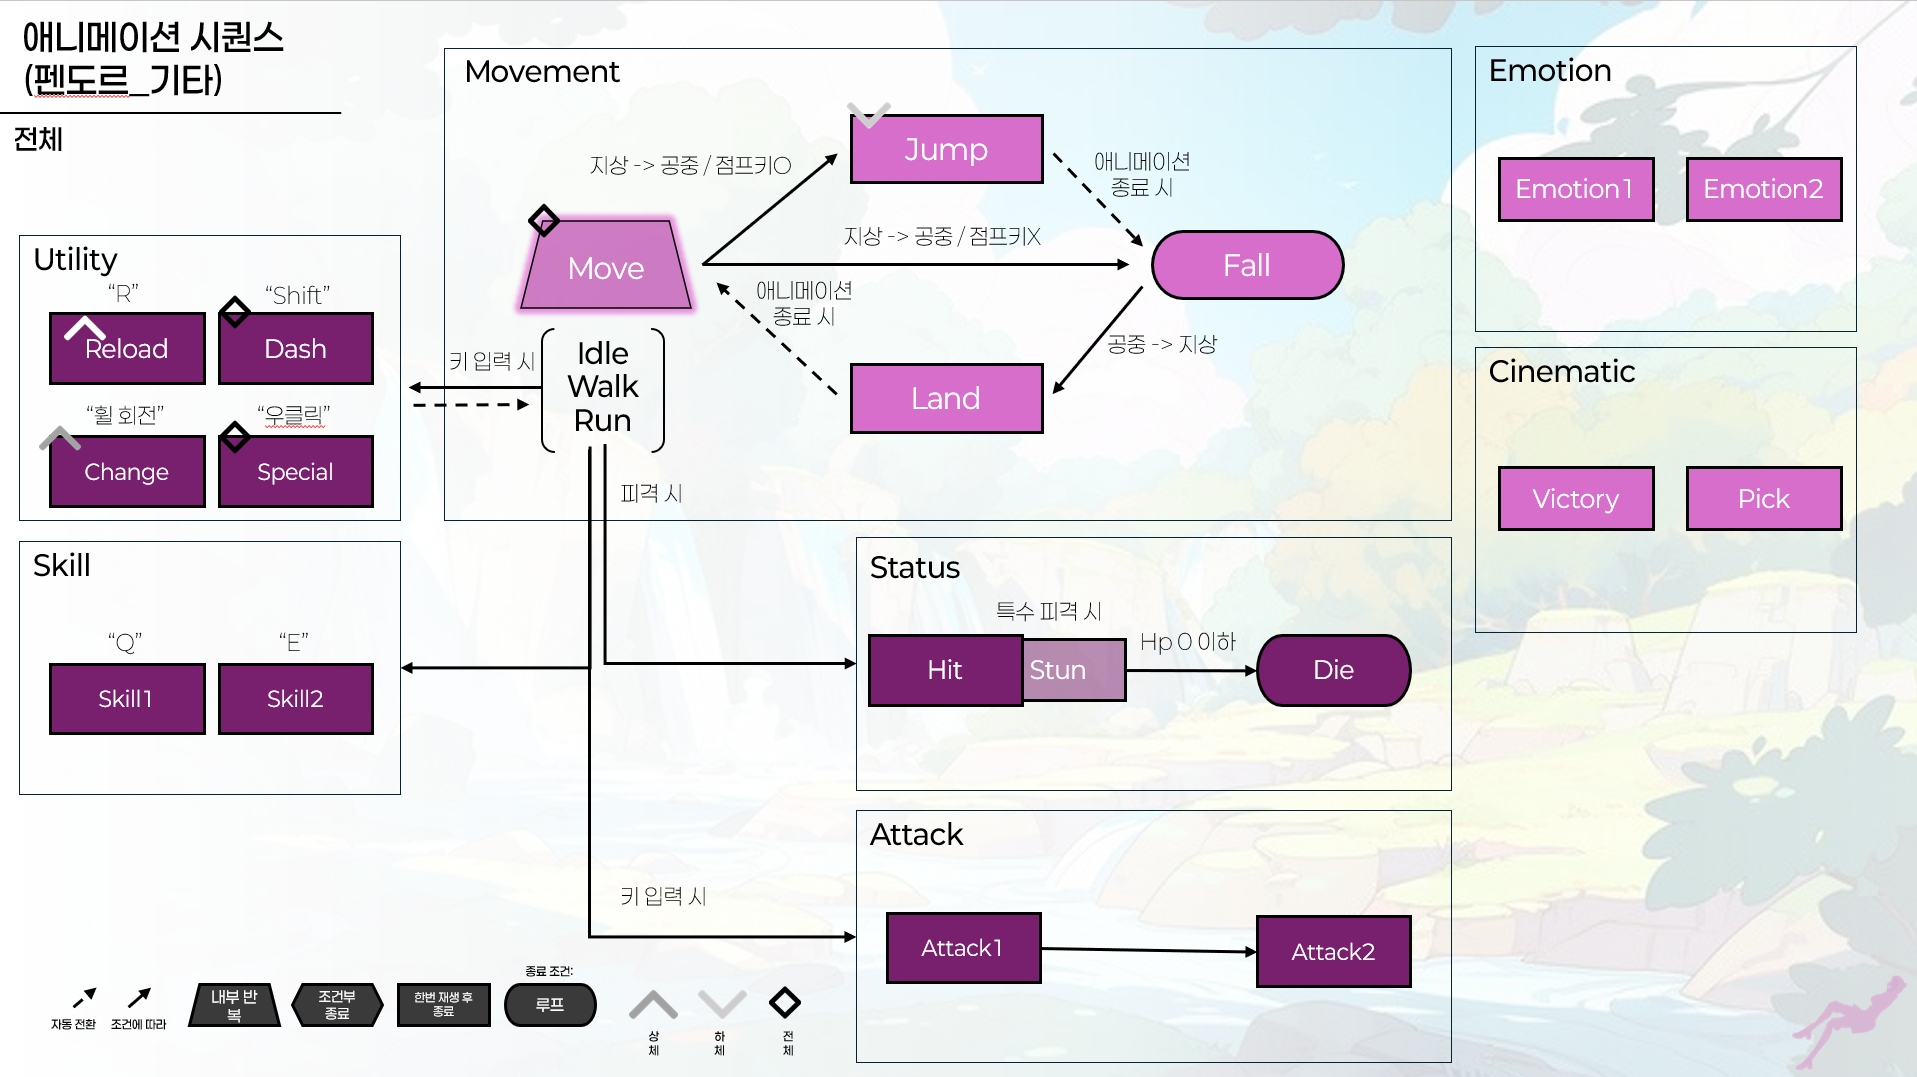 애니메이션 시퀀스
(펜도르_기타)
전체
Utility
“R”
“Shift”
Reload
Dash
“휠 회전”
“우클릭”
Change
Special
Skill
“Q”
“E”
Skill1
Skill2
Movement
지상 -> 공중 / 점프키O
Jump
애니메이션
종료 시
지상 -> 공중 / 점프키X
Move
Fall
애니메이션
종료 시
공중 -> 지상
키 입력 시
Idle
Walk
Run
Land
피격 시
Status
특수 피격 시
Hit
Stun
Hp 0 이하
Die
Attack
키 입력 시
Attack1
Attack2
Emotion
Emotion1
Emotion2
Cinematic
Victory
Pick
자동 전환
조건에 따라
내부 반
복
조건부
종료
한번 재생 후
종료
종료 조건:
루프
상
체
하
체
전
체